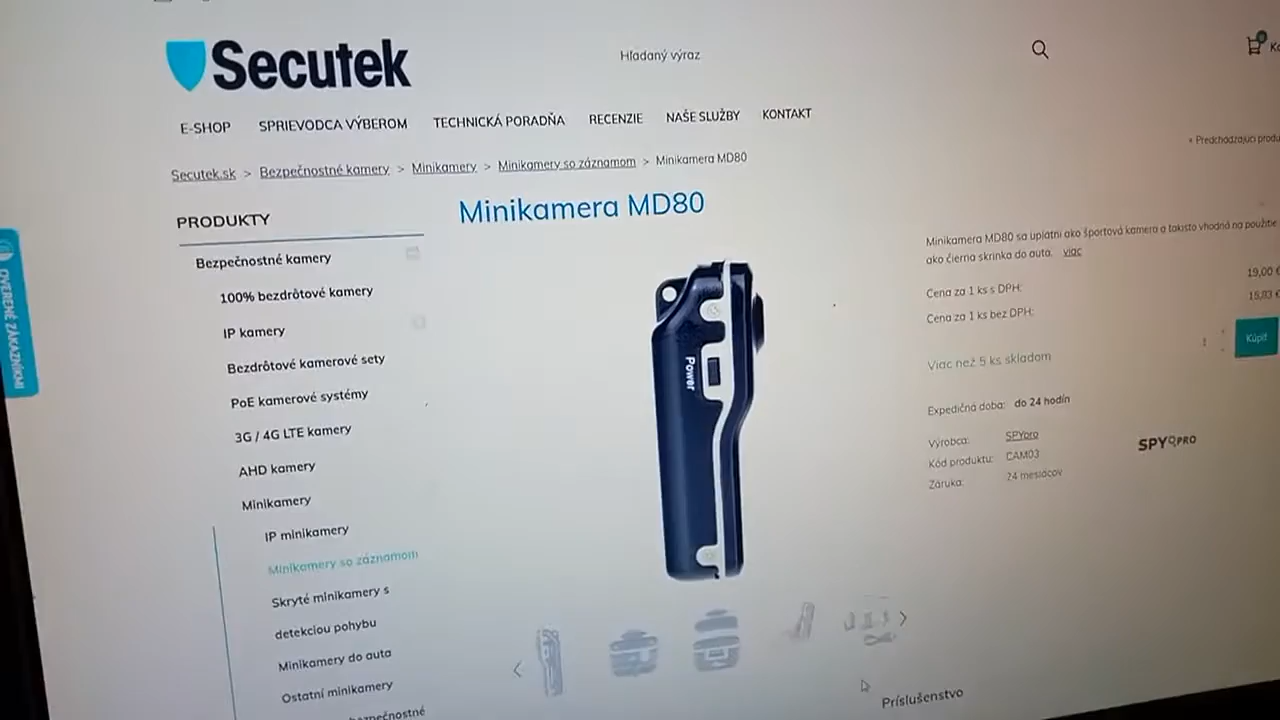 Secutek
Hľadaný výraz
E-SHOP SPRIEVODCA VÝBEROM TECHNICKÁ PORADŇA RECENZIE NAŠE SLUŽBY KONTAKT
« Predchádzajúci produ
Secutek.sk > Bezpečnostné kamery > Minikamery > Minikamery so záznamom > Minikamera MD80
PRODUKTY
Bezpečnostné kamery
100% bezdrôtové kamery
IP kamery
Bezdrôtové kamerové sety
PoE kamerové systémy
3G / 4G LTE kamery
AHD kamery
Minikamery
IP minikamery
Minikamery so záznamom
Skryté minikamery s
detekciou pohybu
Minikamery do auta
Ostatní minikamery
OVERENÉ ZÁKAZNÍKMI
Minikamera MD80
Power
Minikamera MD80 sa uplatní ako športová kamera a takisto vhodná na použitie
ako čierna skrinka do auta. viac
Cena za 1 ks s DPH: 19,00 €
Cena za 1 ks bez DPH: 15,83 €
Kúpiť
Viac než 5 ks skladom
Expedičná doba: do 24 hodín
Výrobca: SPYpro
SPY PRO
Kód produktu: CAM03
Záruka: 24 mesiacov
Príslušenstvo